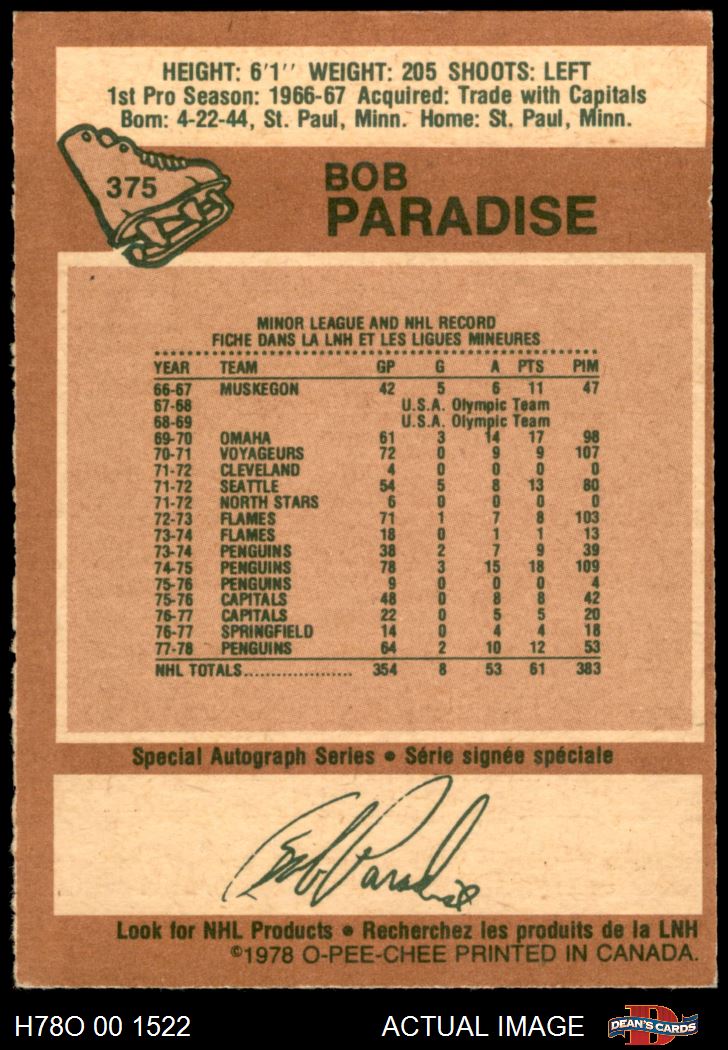 HEIGHT: 6'1'' WEIGHT: 205 SHOOTS: LEFT
1st Pro Season: 1966-67 Acquired: Trade with Capitals
Born: 4-22-44, St. Paul, Minn. Home: St. Paul, Minn.
375
BOB
PARADISE
MINOR LEAGUE AND NHL RECORD
FICHE DANS LA LNH ET LES LIGUES MINEURES
YEAR TEAM GP G A PTS PIM
66-67 MUSKEGON 42 5 6 11 47
67-68 U.S.A. Olympic Team
68-69 U.S.A. Olympic Team
69-70 OMAHA 61 3 14 17 98
70-71 VOYAGEURS 72 0 9 9 107
71-72 CLEVELAND 4 0 0 0 0
71-72 SEATTLE 54 5 8 13 80
71-72 NORTH STARS 6 0 0 0 0
72-73 FLAMES 71 1 7 8 103
73-74 FLAMES 18 0 1 1 13
73-74 PENGUINS 38 2 7 9 39
74-75 PENGUINS 78 3 15 18 109
75-76 PENGUINS 9 0 0 0 4
75-76 CAPITALS 48 0 8 8 42
76-77 CAPITALS 22 0 5 5 20
76-77 SPRINGFIELD 14 0 4 4 18
77-78 PENGUINS 64 2 10 12 53
NHL TOTALS.................... 354 8 53 61 383
Special Autograph Series • Série signée spéciale
Bob Paradise
Look for NHL Products • Recherchez les produits de la LNH
©1978 O-PEE-CHEE PRINTED IN CANADA.
H78O 00 1522 ACTUAL IMAGE D DEAN'S CARDS